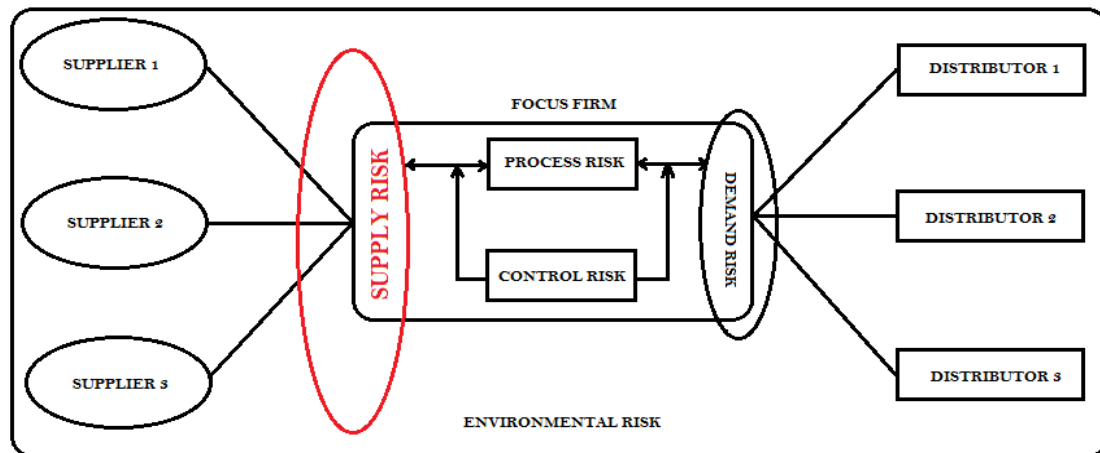 SUPPLIER 1
DISTRIBUTOR 1
FOCUS FIRM
PROCESS RISK
SUPPLY RISK
DEMAND RISK
SUPPLIER 2
DISTRIBUTOR 2
CONTROL RISK
SUPPLIER 3
DISTRIBUTOR 3
ENVIRONMENTAL RISK